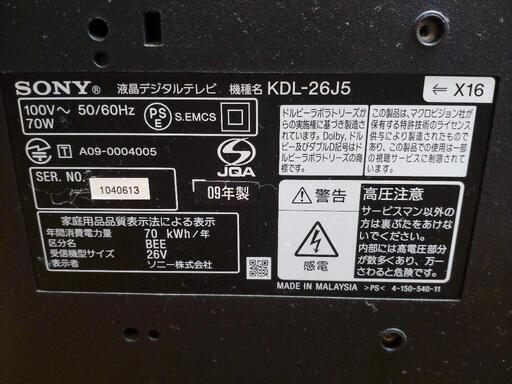 SONY® 液晶デジタルテレビ 機種名 KDL-26J5
⇐ X16
100V～ 50/60Hz
70W
PSE
S.EMCS
T A09-0004005
JQA
SER. NO.
1040613
09年製
家庭用品品質表示法による表示
年間消費電力量 70 kWh/年
区分名 BEE
受信機型サイズ 26V
表示者 ソニー株式会社
ドルビーラボラトリーズか
らの実施権に基づき製造さ
れています。Dolby、ドル
ビー及びダブルD記号はド
ルビーラボラトリーズの商
標です。
この製品は、マクロビジョン社が
保有する特許技術のライセンス
供与により製造されています。
この製品での使用は一部
の視聴用に限られます。
警告
感電
高圧注意
サービスマン以外の
方は裏ぶたをあけな
いでください。
内部には高電圧部分
が数多くあり、万一
さわると危険です。
MADE IN MALAYSIA >PS< 4-150-540-11